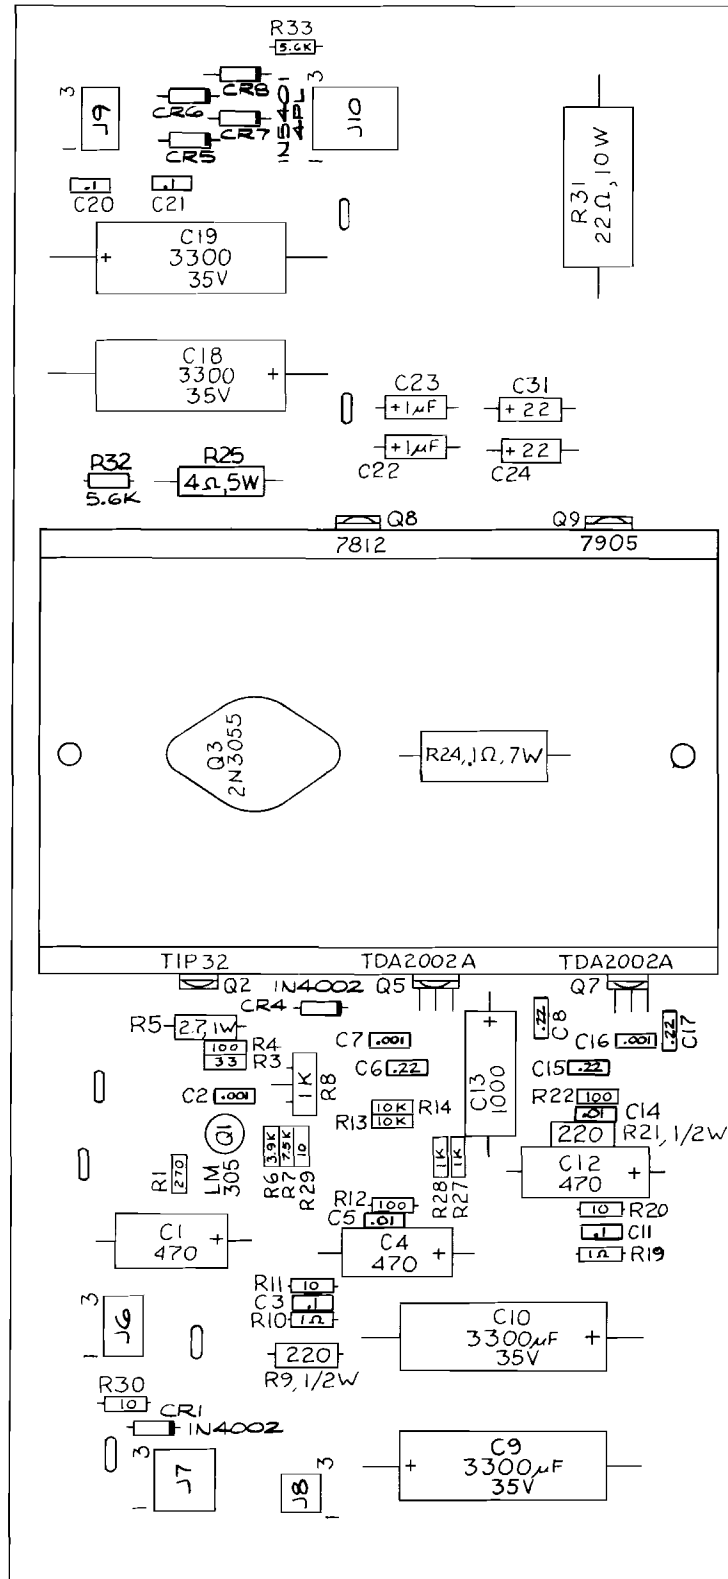 R33
5.6K
CR8
CR6
CR7
CR5
1N5401
4PL
3
J9
1
3
J10
1
R31
22Ω, 10W
.1
C20
.1
C21
C19
+ 3300
35V
C18
3300 +
35V
C23
+1µF
C31
+ 22
+1µF
C22
+ 22
C24
R32
5.6K
R25
4Ω, 5W
Q8
7812
Q9
7905
Q3
2N3055
R24, .1Ω, 7W
TIP32
TDA2002A
TDA2002A
Q2
1N4002
Q5
Q7
CR4
R5 2.7, 1W
100 R4
33 R3
C7 .001
C6 .22
.22 C8
C16 .001
.22 C17
C15 .22
C13
1000
+
1K R8
C2 .001
10K R14
R13 10K
R22 100
.01 C14
220 R21, 1/2W
Q1
LM
305
R1 270
R6 3.9K
R7 7.5K
R29 10
R28 1K
R27 1K
C12
470 +
R12 100
C5 .01
C1
470 +
C4
470 +
10 R20
.1 C11
1Ω R19
R11 10
C3 .1
R10 1Ω
220
R9, 1/2W
3
J6
1
C10
3300µF +
35V
R30
10
CR1
1N4002
3
J7
1
3
J8
1
C9
+ 3300µF
35V